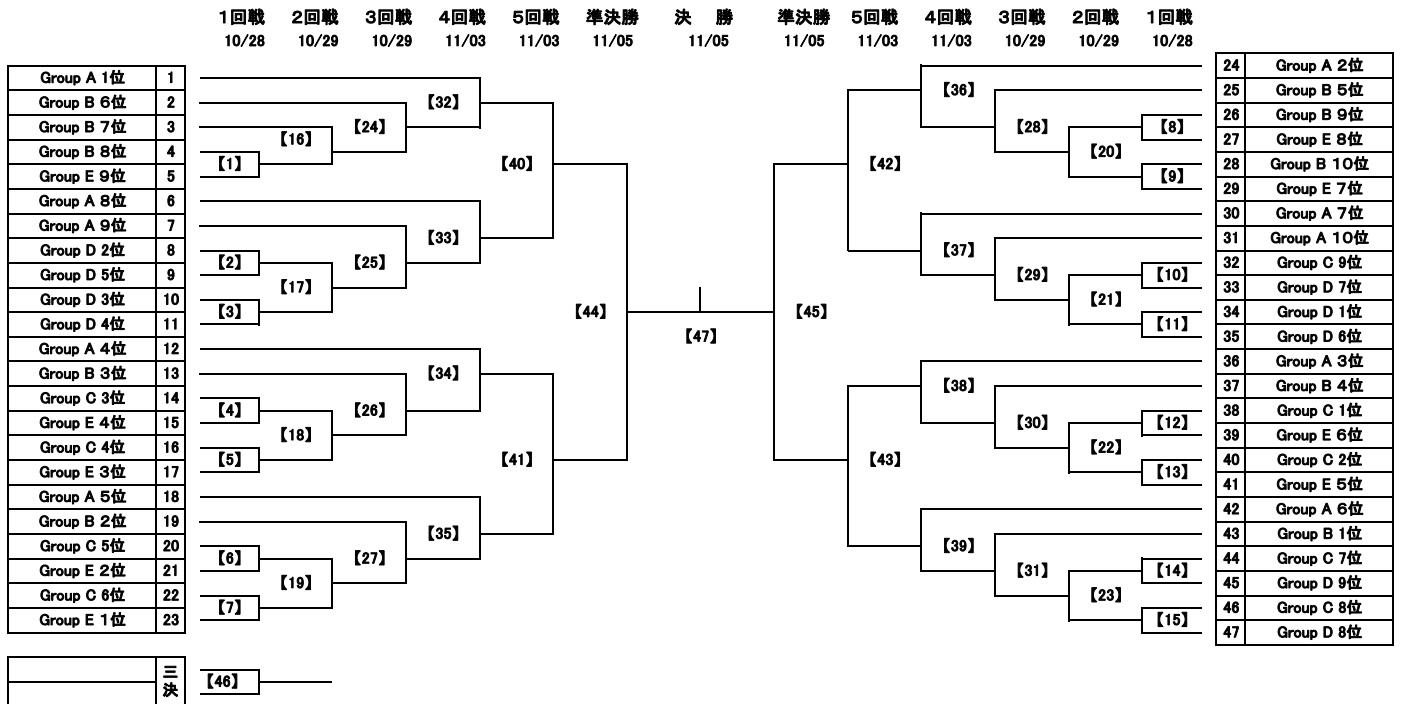 1回戦 2回戦 3回戦 4回戦 5回戦 準決勝 決 勝 準決勝 5回戦 4回戦 3回戦 2回戦 1回戦
10/28 10/29 10/29 11/03 11/03 11/05 11/05 11/05 11/03 11/03 10/29 10/29 10/28
Group A 1位 1
Group B 6位 2
Group B 7位 3
Group B 8位 4
Group E 9位 5
Group A 8位 6
Group A 9位 7
Group D 2位 8
Group D 5位 9
Group D 3位 10
Group D 4位 11
Group A 4位 12
Group B 3位 13
Group C 3位 14
Group E 4位 15
Group C 4位 16
Group E 3位 17
Group A 5位 18
Group B 2位 19
Group C 5位 20
Group E 2位 21
Group C 6位 22
Group E 1位 23
【1】
【2】
【3】
【4】
【5】
【6】
【7】
【16】
【17】
【18】
【19】
【24】
【25】
【26】
【27】
【32】
【33】
【34】
【35】
【40】
【41】
【44】
【47】
【45】
【42】
【43】
【36】
【37】
【38】
【39】
【28】
【29】
【30】
【31】
【20】
【21】
【22】
【23】
【8】
【9】
【10】
【11】
【12】
【13】
【14】
【15】
24 Group A 2位
25 Group B 5位
26 Group B 9位
27 Group E 8位
28 Group B 10位
29 Group E 7位
30 Group A 7位
31 Group A 10位
32 Group C 9位
33 Group D 7位
34 Group D 1位
35 Group D 6位
36 Group A 3位
37 Group B 4位
38 Group C 1位
39 Group E 6位
40 Group C 2位
41 Group E 5位
42 Group A 6位
43 Group B 1位
44 Group C 7位
45 Group D 9位
46 Group C 8位
47 Group D 8位
三決
【46】